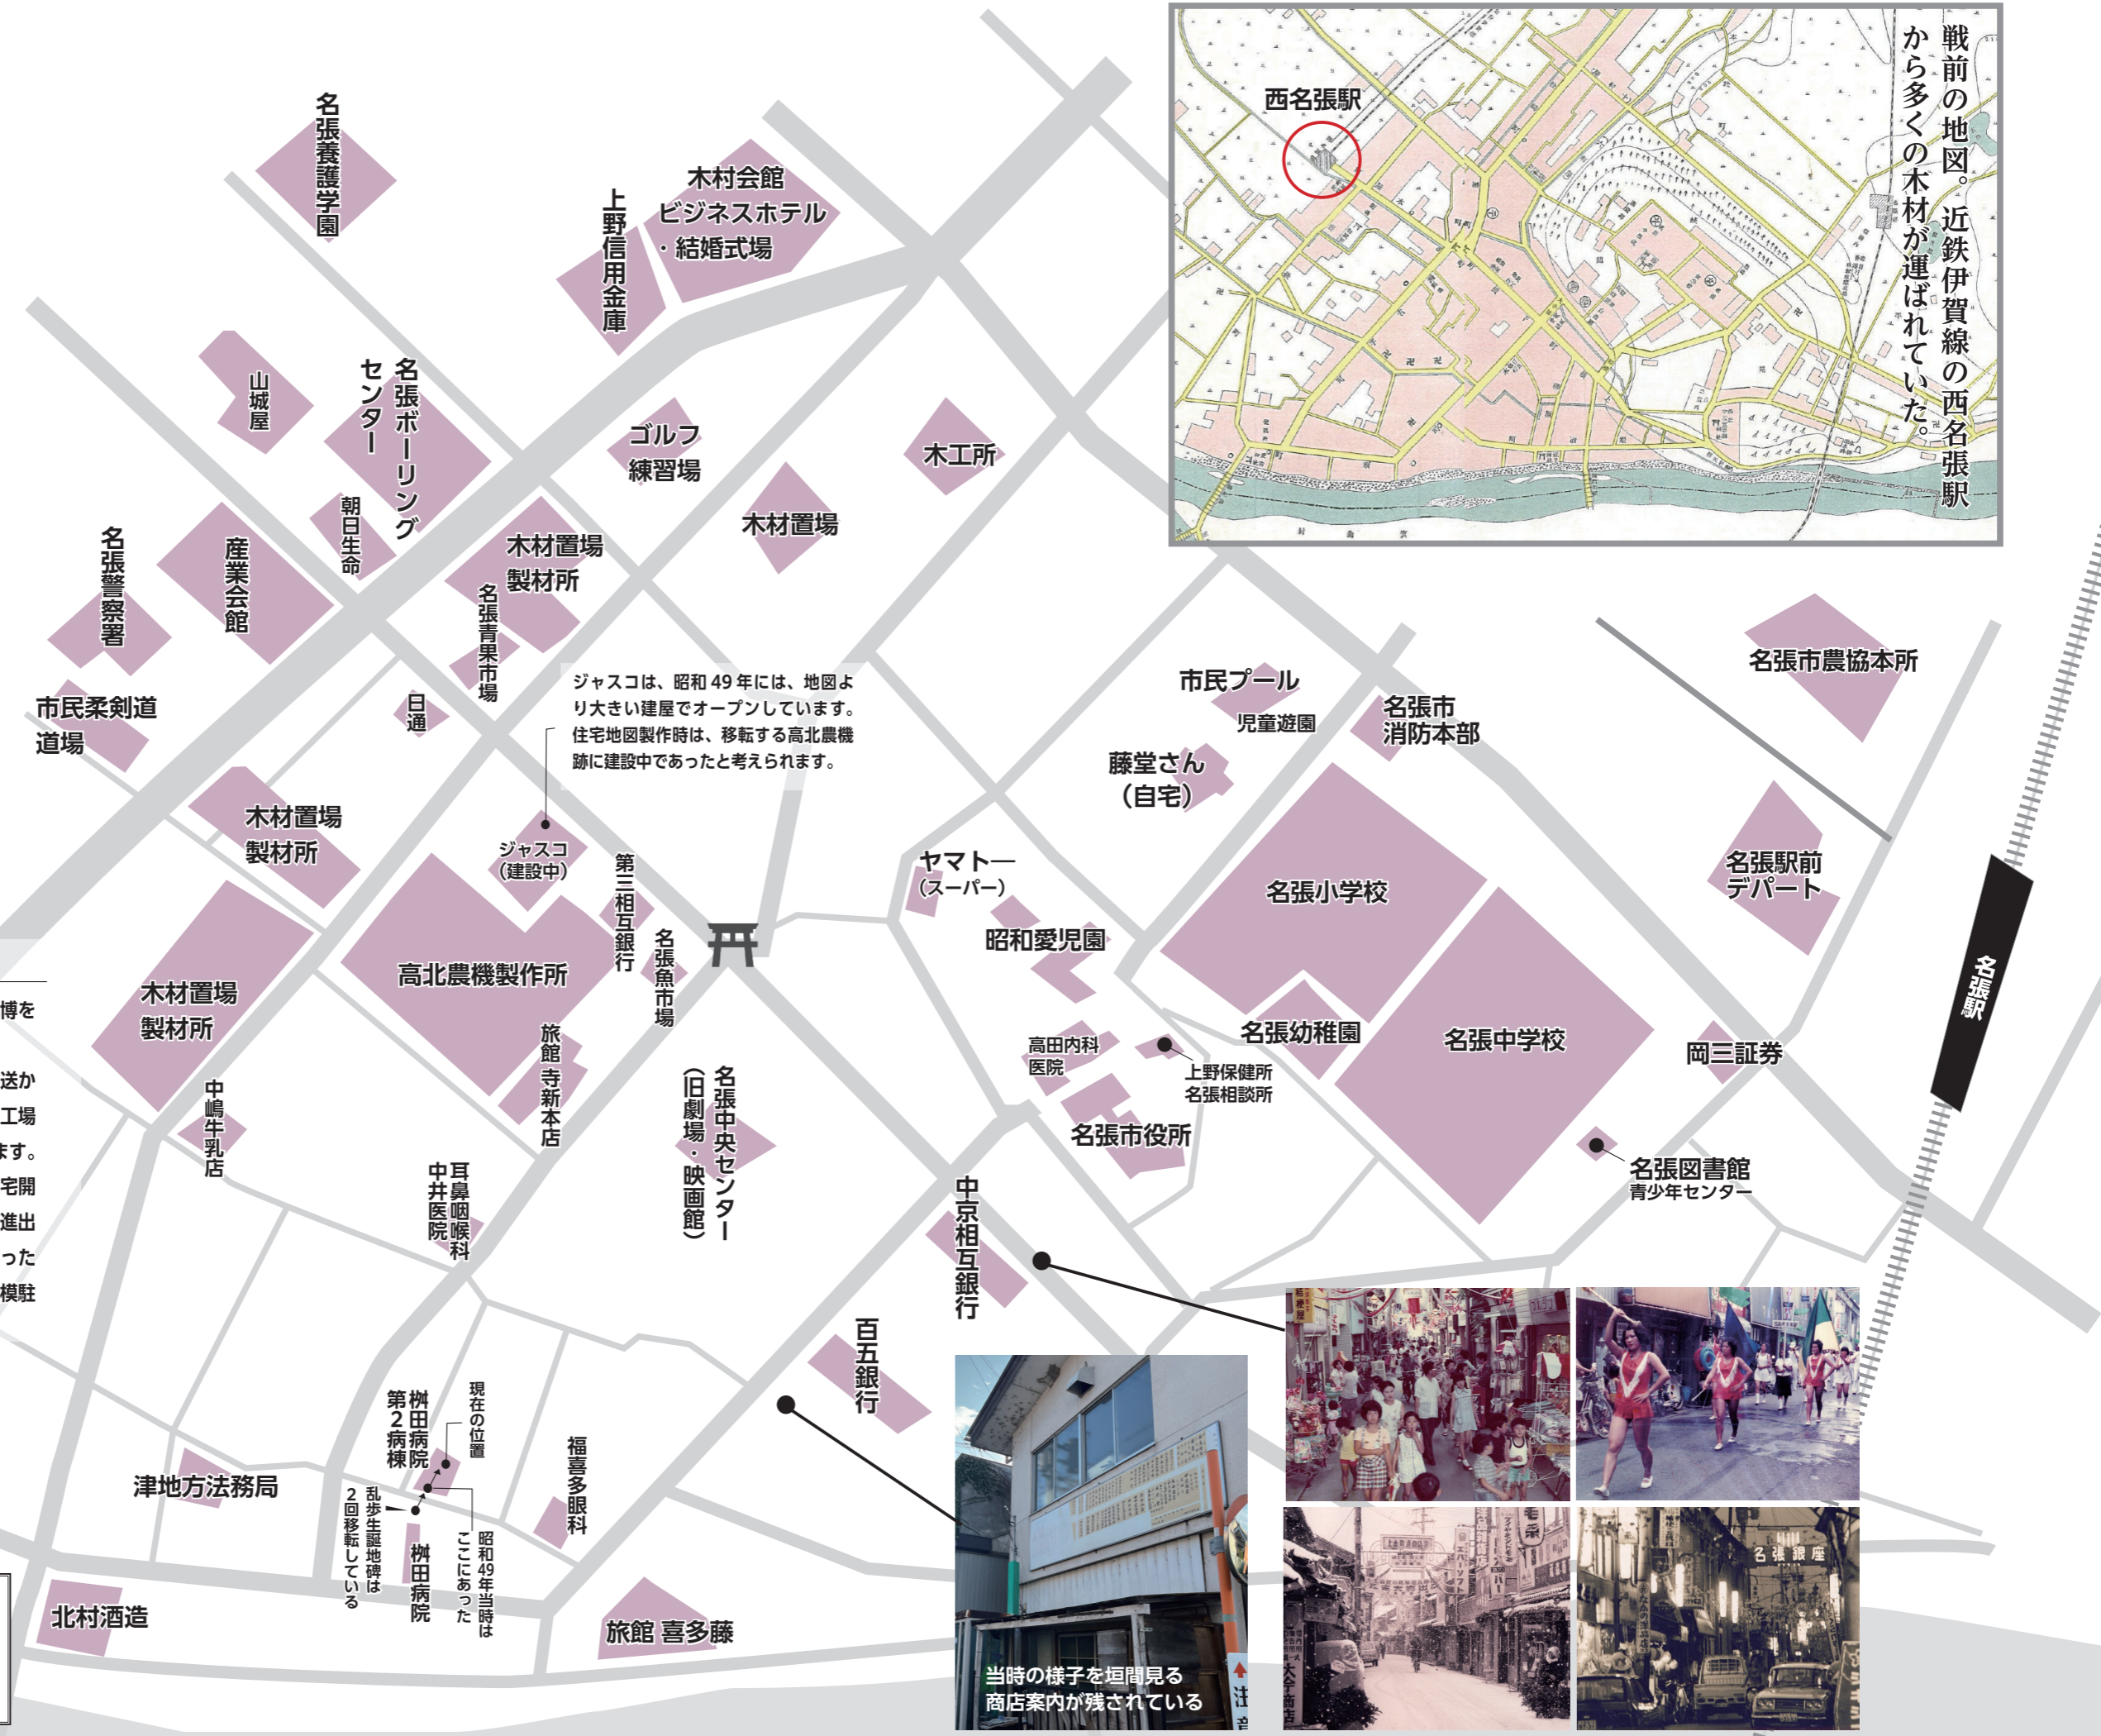 戦前の地図。近鉄伊賀線の西名張駅
から多くの木材が運ばれていた。
西名張駅
名張養護学園
木村会館
ビジネスホテル
・結婚式場
上野信用金庫
山城屋
名張ボーリング
センター
ゴルフ
練習場
木工所
木材置場
朝日生命
木材置場
製材所
名張警察署
産業会館
名張青果市場
市民柔剣道
道場
日通
ジャスコは、昭和49年には、地図よ
り大きい建屋でオープンしています。
住宅地図製作時は、移転する高北農機
跡に建設中であったと考えられます。
市民プール
児童遊園
名張市
消防本部
名張市農協本所
藤堂さん
（自宅）
木材置場
製材所
ジャスコ
（建設中）
第三相互銀行
ヤマトー
（スーパー）
名張小学校
名張駅前
デパート
昭和愛児園
名張魚市場
高北農機製作所
木材置場
製材所
名張駅
旅館 寺新本店
高田内科
医院
上野保健所
名張相談所
名張幼稚園
名張中学校
岡三証券
名張市役所
名張図書館
青少年センター
中嶋牛乳店
名張中央センター
（旧劇場・映画館）
耳鼻咽喉科
中井医院
中京相互銀行
百五銀行
博を
送か
工場
ます。
宅開
進出
った
模駐
桝田病院
第2病棟
現在の位置
福喜多眼科
津地方法務局
乱歩生誕地碑は
2回移転している
桝田病院
昭和49年当時は
ここにあった
北村酒造
旅館 喜多藤
当時の様子を垣間見る
商店案内が残されている
桔梗屋
名張銀座